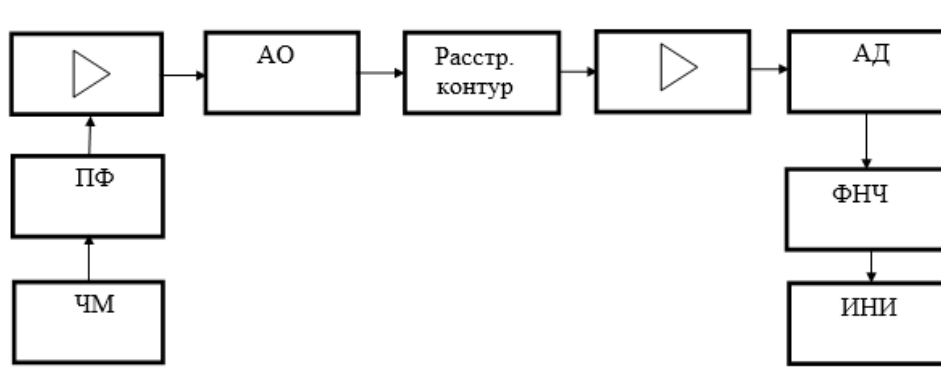 АО
Расстр.
контур
АД
ПФ
ФНЧ
ЧМ
ИНИ